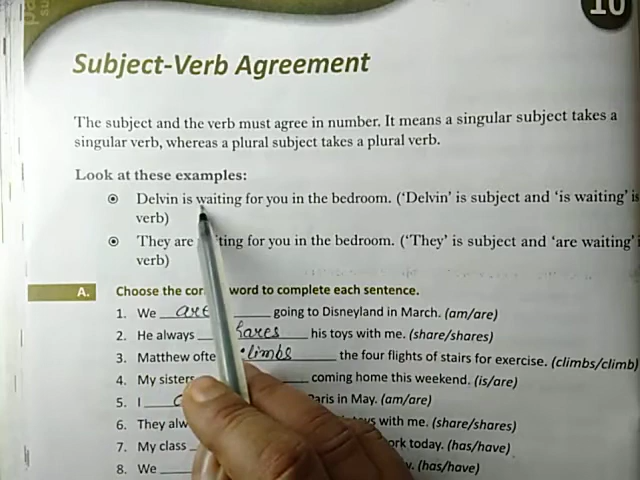 10
Subject-Verb Agreement
The subject and the verb must agree in number. It means a singular subject takes a
singular verb, whereas a plural subject takes a plural verb.
Look at these examples:
Delvin is waiting for you in the bedroom. ('Delvin' is subject and 'is waiting' is
verb)
They are ting for you in the bedroom. ('They' is subject and 'are waiting'
verb)
A. Choose the cor word to complete each sentence.
1. We are going to Disneyland in March. (am/are)
2. He always hares his toys with me. (share/shares)
3. Matthew ofte climbs the four flights of stairs for exercise. (climbs/climb)
4. My sisters coming home this weekend. (is/are)
5. I Paris in May. (am/are)
6. They alw with me. (share/shares)
7. My class today. (has/have)
8. We (has/have)